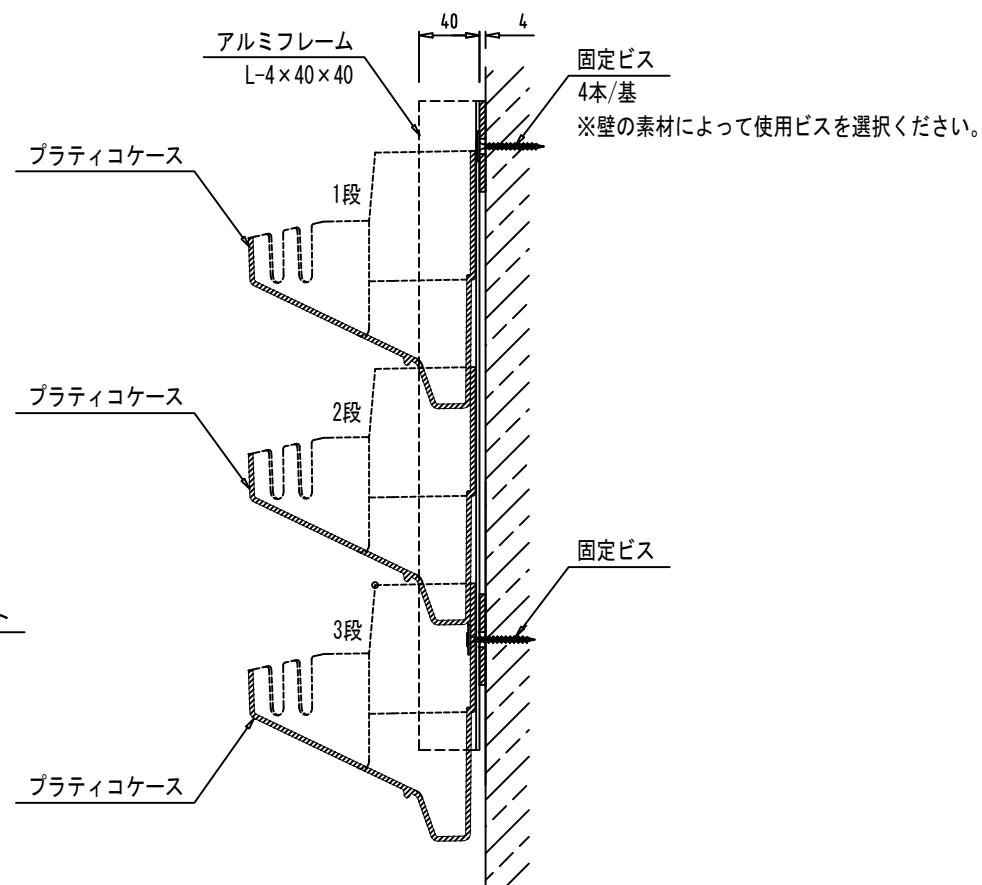 40
4
アルミフレーム
L-4×40×40
固定ビス
4本/基
※壁の素材によって使用ビスを選択ください。
プラティコケース
1段
プラティコケース
2段
固定ビス
3段
プラティコケース